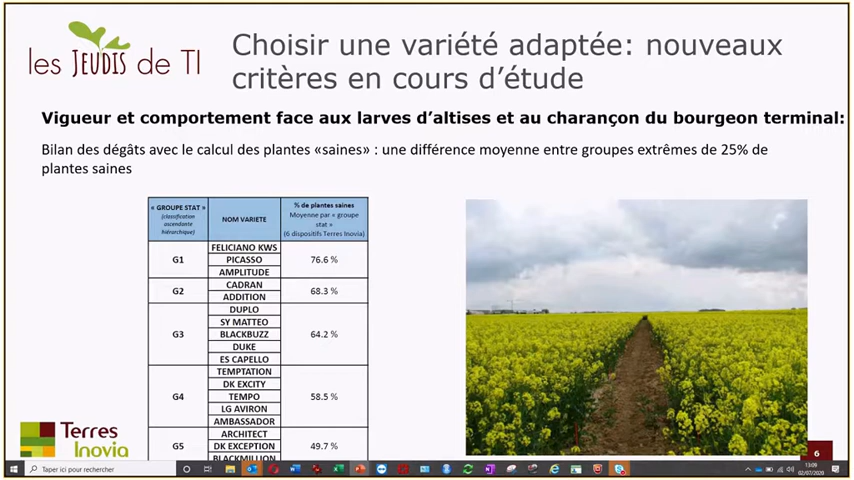 les JEUDIS de TI
Choisir une variété adaptée: nouveaux
critères en cours d'étude
Vigueur et comportement face aux larves d'altises et au charançon du bourgeon terminal:
Bilan des dégâts avec le calcul des plantes «saines» : une différence moyenne entre groupes extrêmes de 25% de
plantes saines
« GROUPE STAT »
(classification
ascendante
hiérarchique)
NOM VARIETE
% de plantes saines
Moyenne par « groupe
stat »
(6 dispositifs Terres Inovia)
G1
FELICIANO KWS
PICASSO
AMPLITUDE
76.6 %
G2
CADRAN
ADDITION
68.3 %
G3
DUPLO
SY MATTEO
BLACKBUZZ
DUKE
ES CAPELLO
64.2 %
G4
TEMPTATION
DK EXCITY
TEMPO
LG AVIRON
AMBASSADOR
58.5 %
G5
ARCHITECT
DK EXCEPTION
BLACKMILLION
49.7 %
Terres
Inovia
6
Taper ici pour rechercher
13:09
02/07/2020